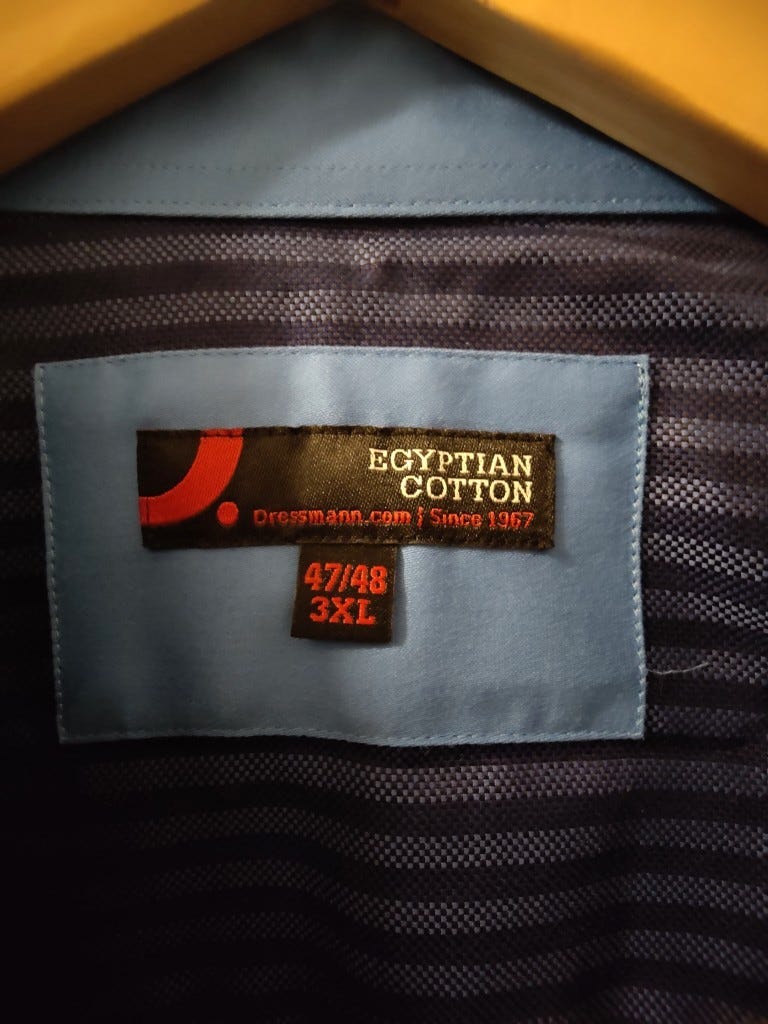 EGYPTIAN
COTTON
Dressmann.com | Since 1967
47/48
3XL